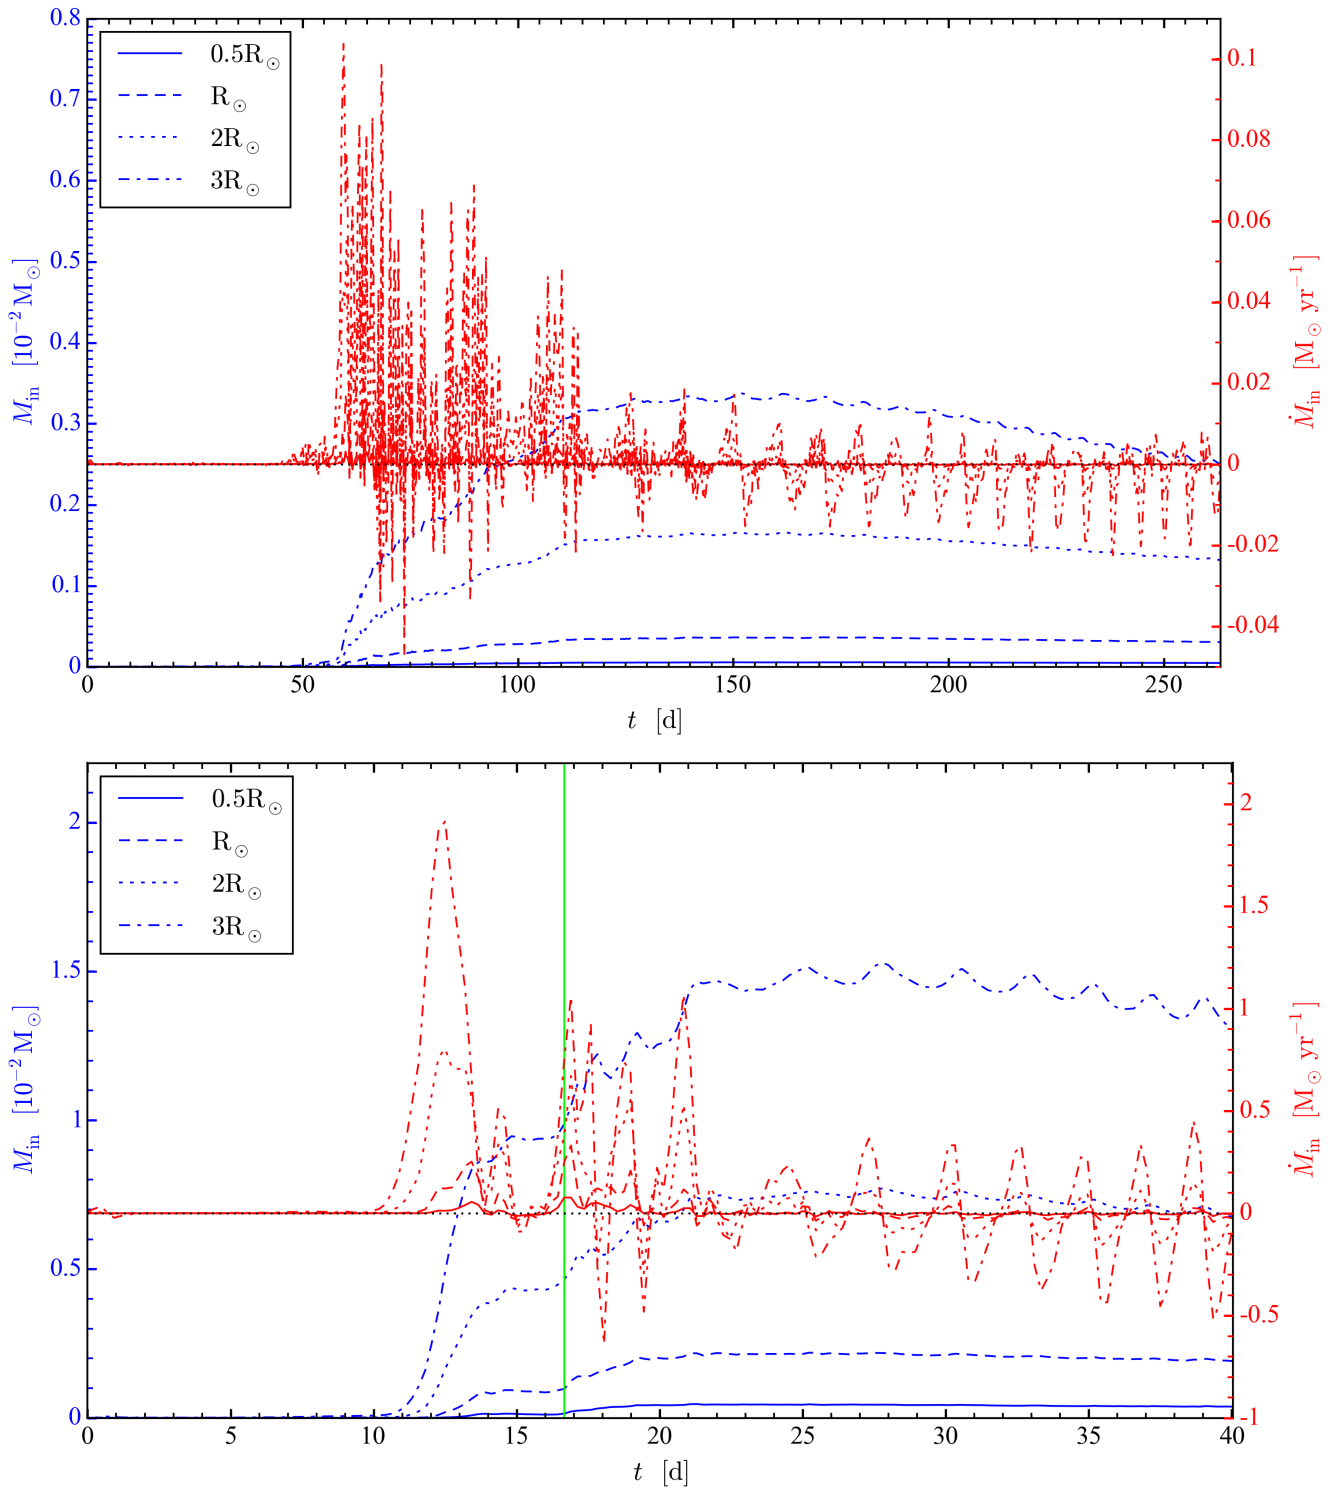 0.5R☉
R☉
2R☉
3R☉
0.8
0.7
0.6
0.5
0.4
0.3
0.2
0.1
0
M_in [10^−2 M☉]
0.1
0.08
0.06
0.04
0.02
0
-0.02
-0.04
Ṁ_in [M☉ yr^−1]
0 50 100 150 200 250
t [d]
0.5R☉
R☉
2R☉
3R☉
2
1.5
1
0.5
0
M_in [10^−2 M☉]
2
1.5
1
0.5
0
-0.5
-1
Ṁ_in [M☉ yr^−1]
0 5 10 15 20 25 30 35 40
t [d]